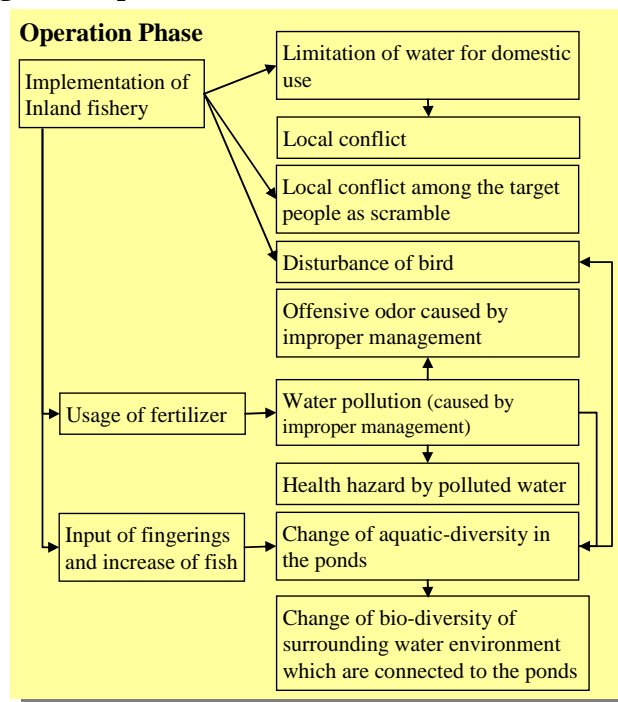 Operation Phase
Implementation of
Inland fishery
Limitation of water for domestic
use
Local conflict
Local conflict among the target
people as scramble
Disturbance of bird
Offensive odor caused by
improper management
Usage of fertilizer
Water pollution (caused by
improper management)
Health hazard by polluted water
Input of fingerings
and increase of fish
Change of aquatic-diversity in
the ponds
Change of bio-diversity of
surrounding water environment
which are connected to the ponds